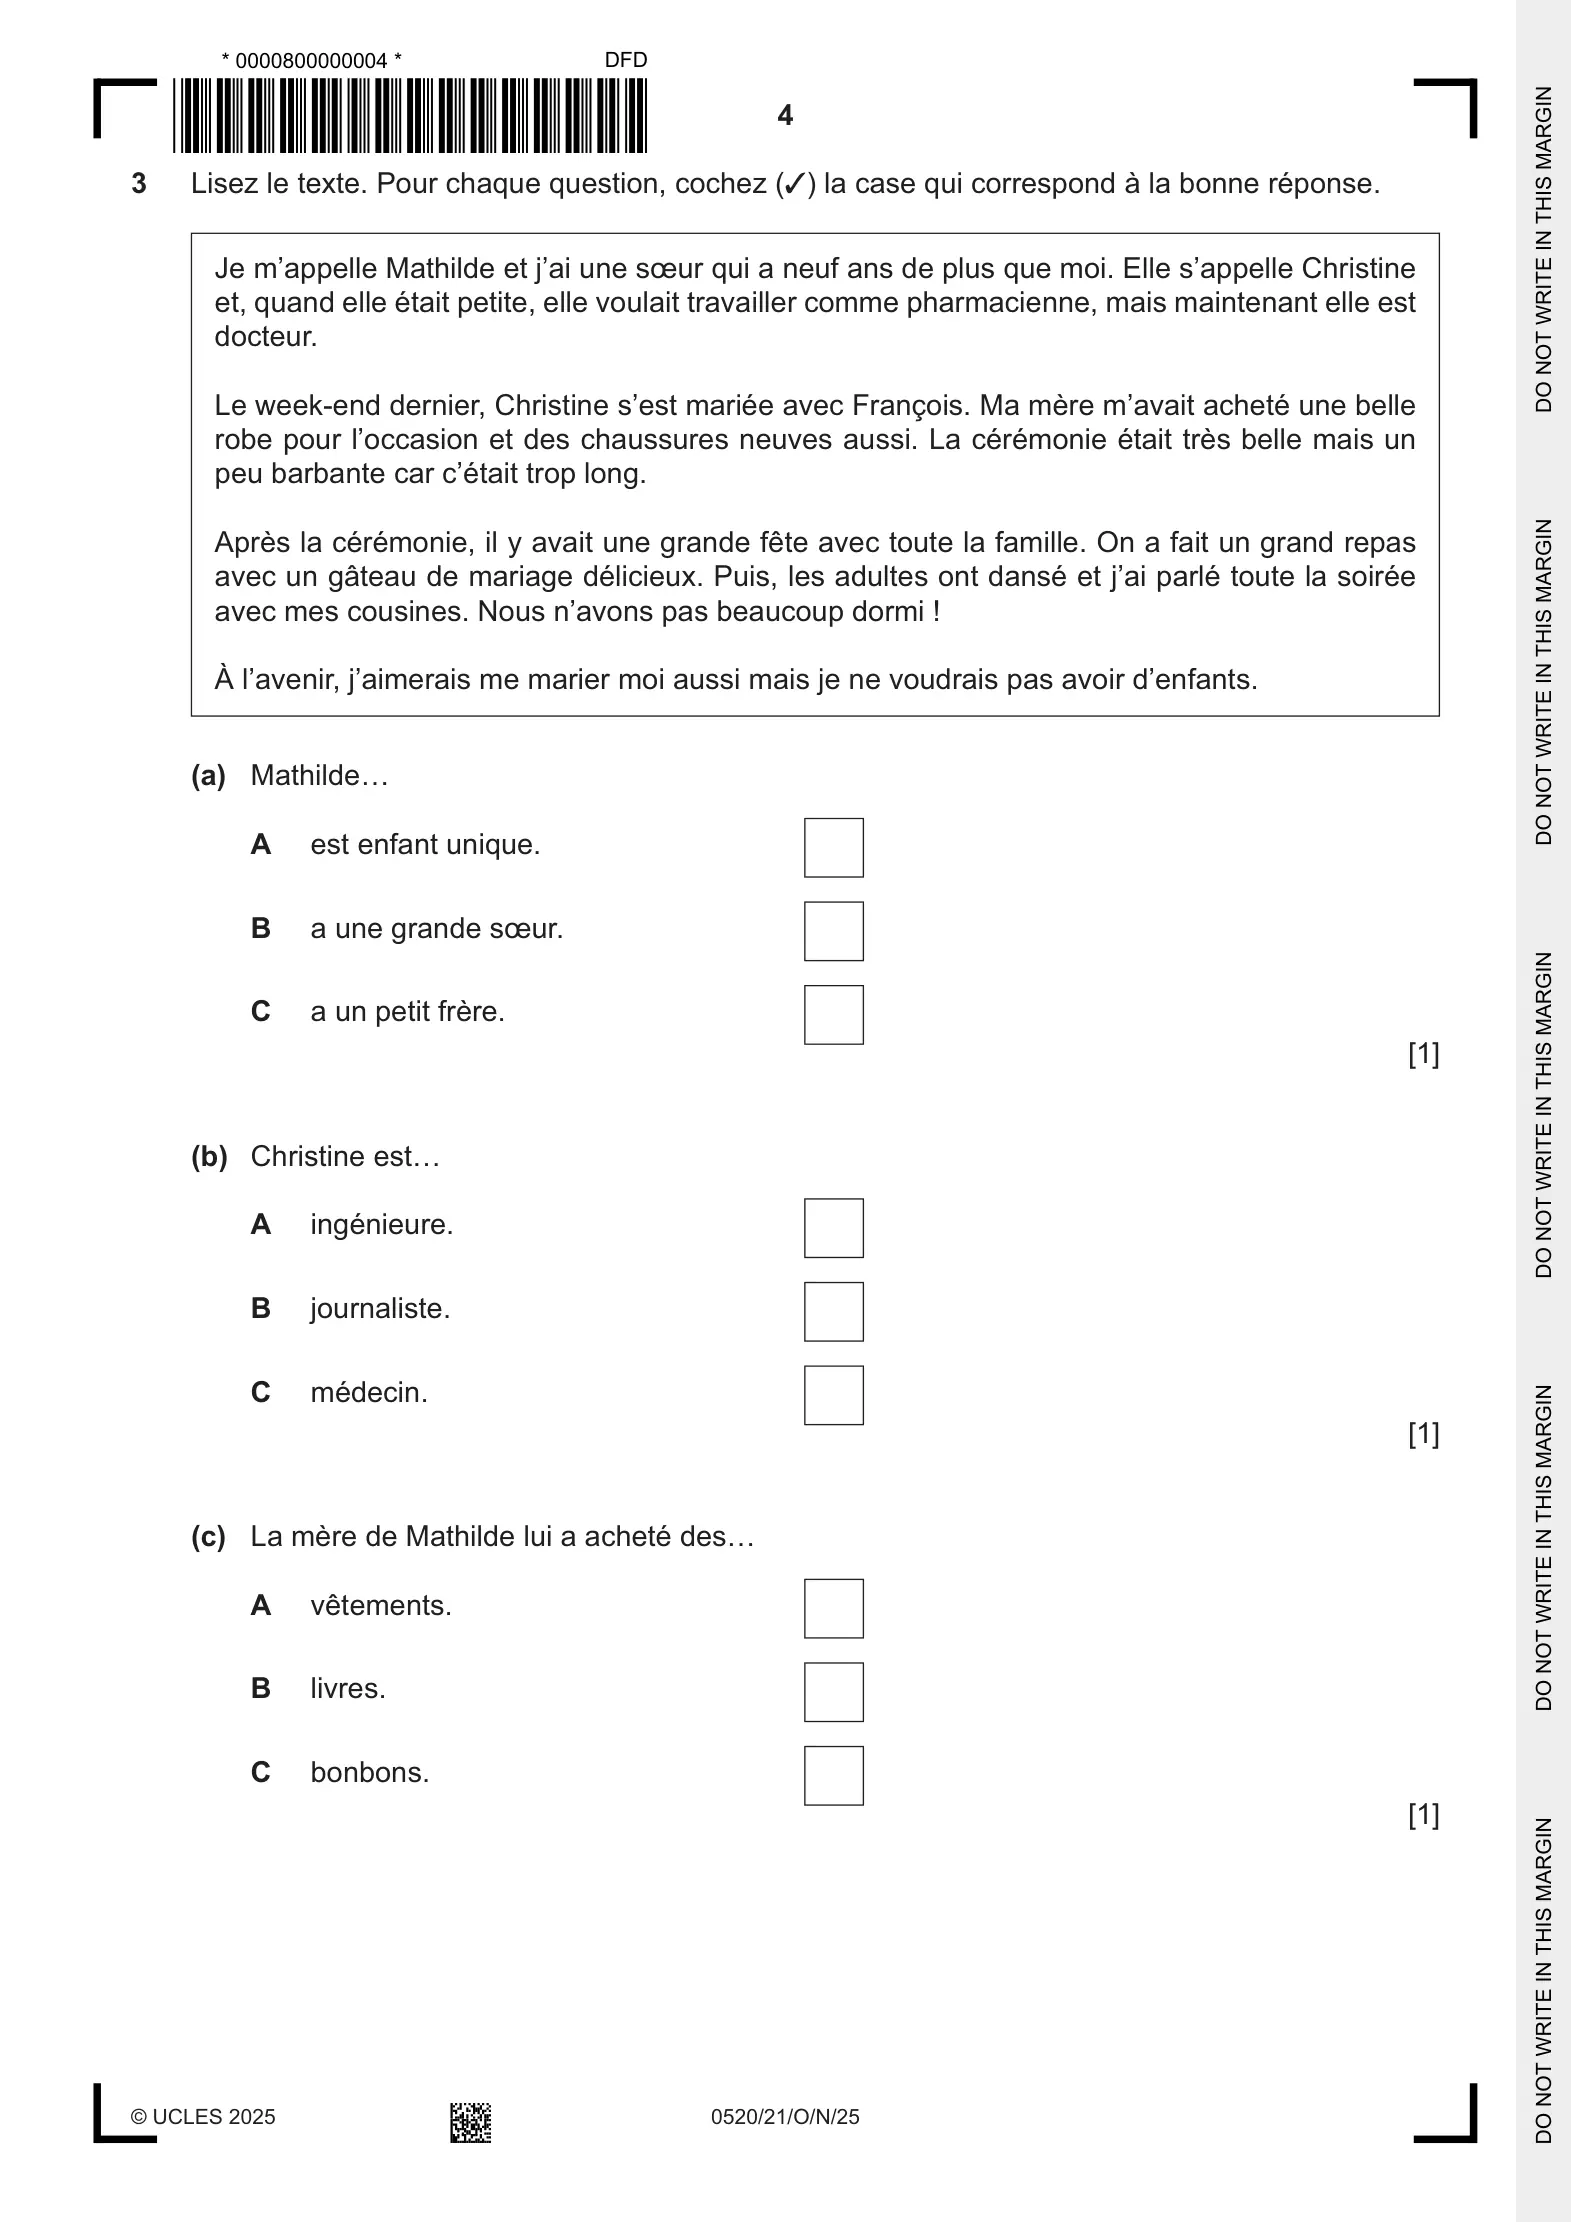 * 0000800000004 *
DFD
4
3 Lisez le texte. Pour chaque question, cochez (✓) la case qui correspond à la bonne réponse.
Je m’appelle Mathilde et j’ai une sœur qui a neuf ans de plus que moi. Elle s’appelle Christine
et, quand elle était petite, elle voulait travailler comme pharmacienne, mais maintenant elle est
docteur.
Le week-end dernier, Christine s’est mariée avec François. Ma mère m’avait acheté une belle
robe pour l’occasion et des chaussures neuves aussi. La cérémonie était très belle mais un
peu barbante car c’était trop long.
Après la cérémonie, il y avait une grande fête avec toute la famille. On a fait un grand repas
avec un gâteau de mariage délicieux. Puis, les adultes ont dansé et j’ai parlé toute la soirée
avec mes cousines. Nous n’avons pas beaucoup dormi !
À l’avenir, j’aimerais me marier moi aussi mais je ne voudrais pas avoir d’enfants.
(a) Mathilde…
A est enfant unique.
B a une grande sœur.
C a un petit frère.
[1]
(b) Christine est…
A ingénieure.
B journaliste.
C médecin.
[1]
(c) La mère de Mathilde lui a acheté des…
A vêtements.
B livres.
C bonbons.
[1]
© UCLES 2025
0520/21/O/N/25
DO NOT WRITE IN THIS MARGIN
DO NOT WRITE IN THIS MARGIN
DO NOT WRITE IN THIS MARGIN
DO NOT WRITE IN THIS MARGIN
DO NOT WRITE IN THIS MARGIN